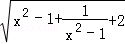 √(x² − 1 + 1/(x² − 1) + 2)